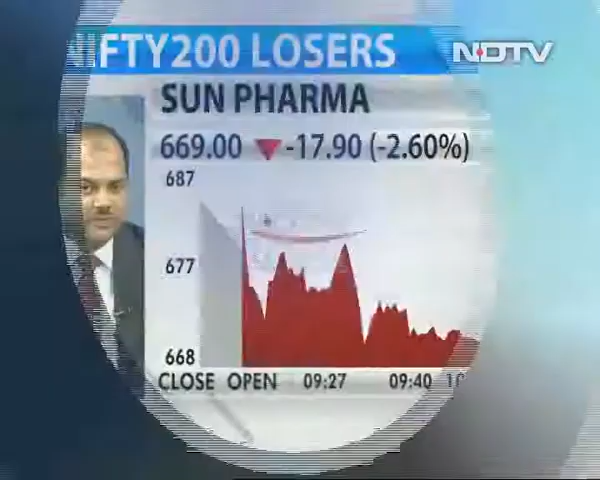 NIFTY200 LOSERS
NDTV
SUN PHARMA
669.00 ▼ -17.90 (-2.60%)
687
677
668
CLOSE OPEN 09:27 09:40